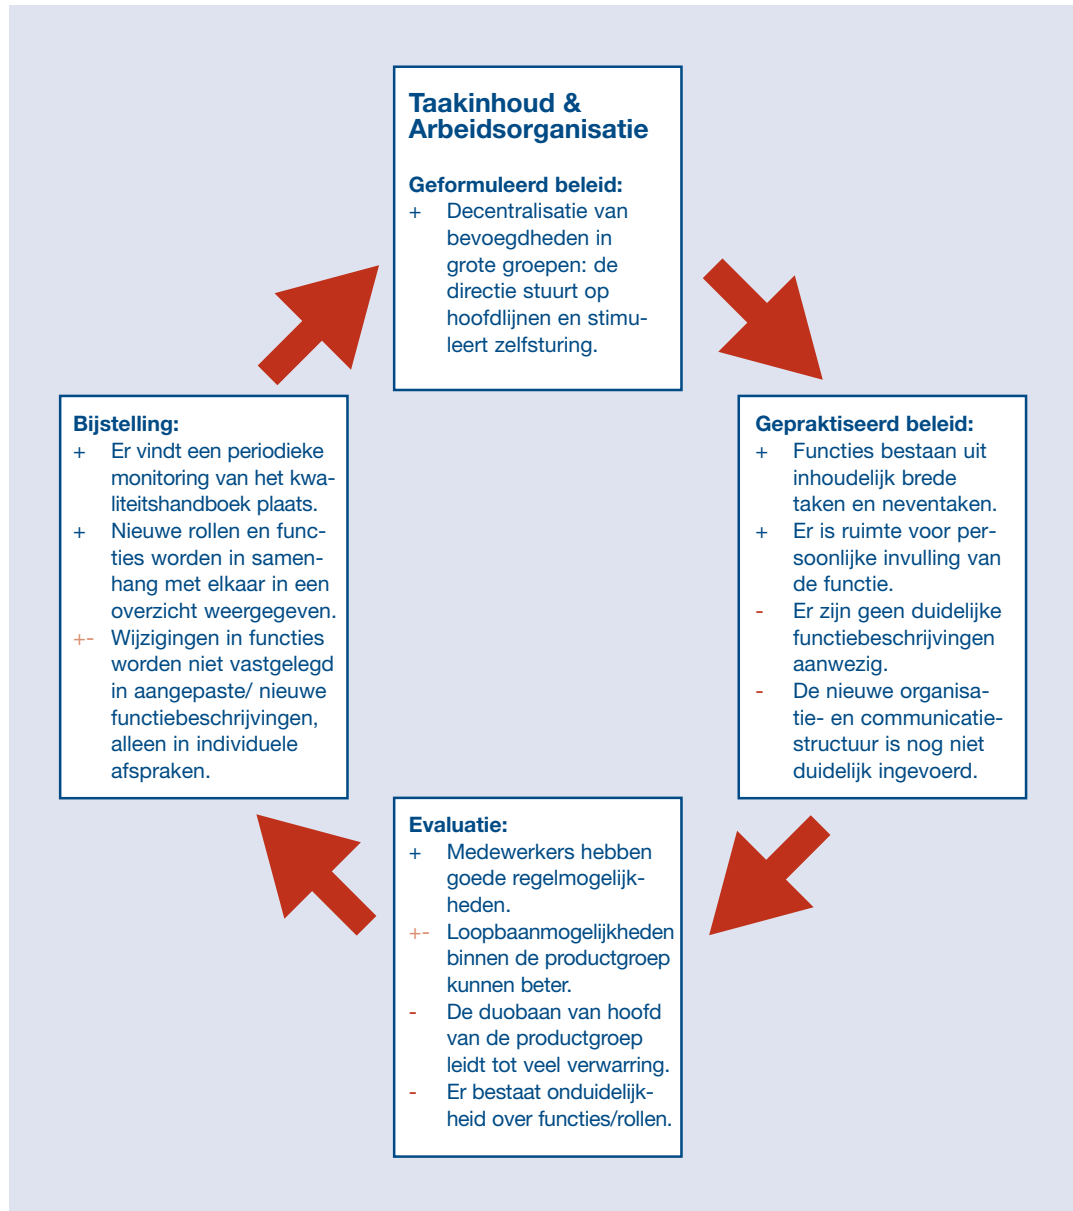 Taakinhoud &
Arbeidsorganisatie
Geformuleerd beleid:
+ Decentralisatie van
bevoegdheden in
grote groepen: de
directie stuurt op
hoofdlijnen en stimu-
leert zelfsturing.
Gepraktiseerd beleid:
+ Functies bestaan uit
inhoudelijk brede
taken en neventaken.
+ Er is ruimte voor per-
soonlijke invulling van
de functie.
- Er zijn geen duidelijke
functiebeschrijvingen
aanwezig.
- De nieuwe organisa-
tie- en communicatie-
structuur is nog niet
duidelijk ingevoerd.
Evaluatie:
+ Medewerkers hebben
goede regelmogelijk-
heden.
+- Loopbaanmogelijkheden
binnen de productgroep
kunnen beter.
- De duobaan van hoofd
van de productgroep
leidt tot veel verwarring.
- Er bestaat onduidelijk-
heid over functies/rollen.
Bijstelling:
+ Er vindt een periodieke
monitoring van het kwa-
liteitshandboek plaats.
+ Nieuwe rollen en func-
ties worden in samen-
hang met elkaar in een
overzicht weergegeven.
+- Wijzigingen in functies
worden niet vastgelegd
in aangepaste/ nieuwe
functiebeschrijvingen,
alleen in individuele
afspraken.